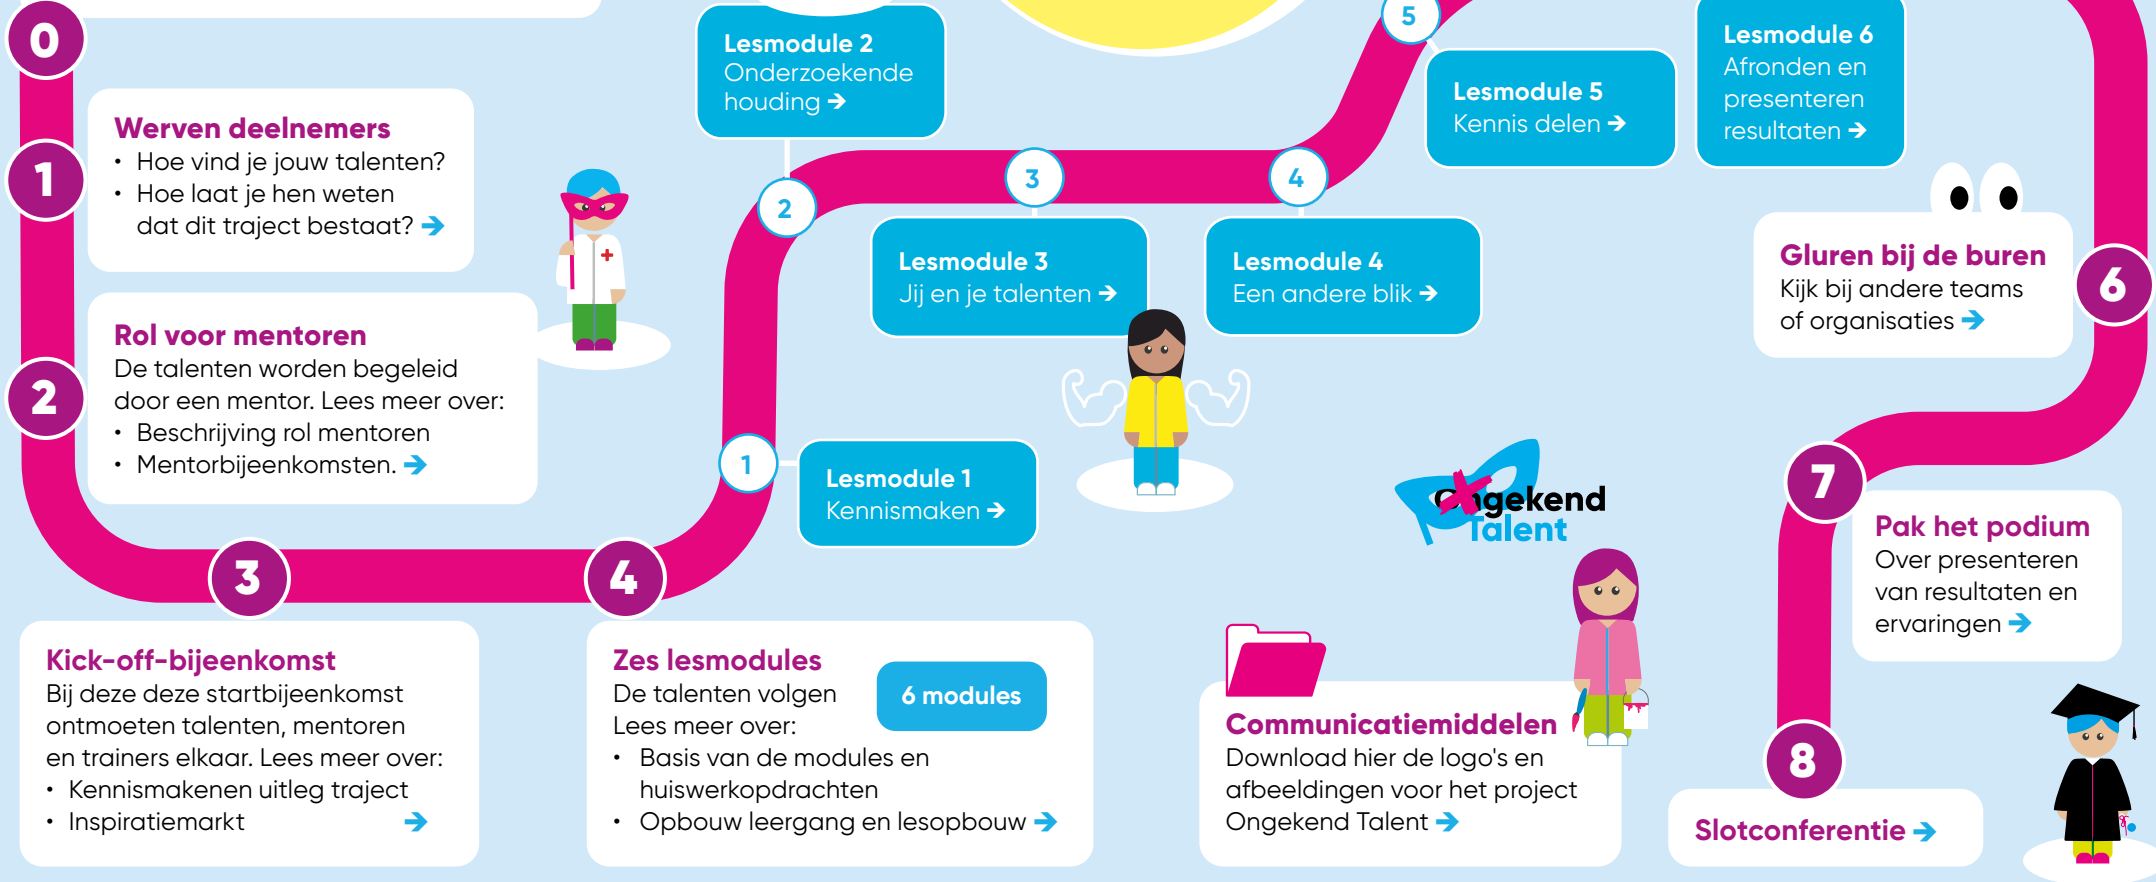 0
1
Werven deelnemers
• Hoe vind je jouw talenten?
• Hoe laat je hen weten
dat dit traject bestaat? ➔
2
Rol voor mentoren
De talenten worden begeleid
door een mentor. Lees meer over:
• Beschrijving rol mentoren
• Mentorbijeenkomsten. ➔
3
Kick-off-bijeenkomst
Bij deze deze startbijeenkomst
ontmoeten talenten, mentoren
en trainers elkaar. Lees meer over:
• Kennismakenen uitleg traject
• Inspiratiemarkt ➔
4
Zes lesmodules
De talenten volgen
6 modules
Lees meer over:
• Basis van de modules en
huiswerkopdrachten
• Opbouw leergang en lesopbouw ➔
1
Lesmodule 1
Kennismaken ➔
2
Lesmodule 2
Onderzoekende
houding ➔
3
Lesmodule 3
Jij en je talenten ➔
4
Lesmodule 4
Een andere blik ➔
5
Lesmodule 5
Kennis delen ➔
Lesmodule 6
Afronden en
presenteren
resultaten ➔
6
Gluren bij de buren
Kijk bij andere teams
of organisaties ➔
7
Pak het podium
Over presenteren
van resultaten en
ervaringen ➔
8
Slotconferentie ➔
Ongekend
Talent
Communicatiemiddelen
Download hier de logo's en
afbeeldingen voor het project
Ongekend Talent ➔